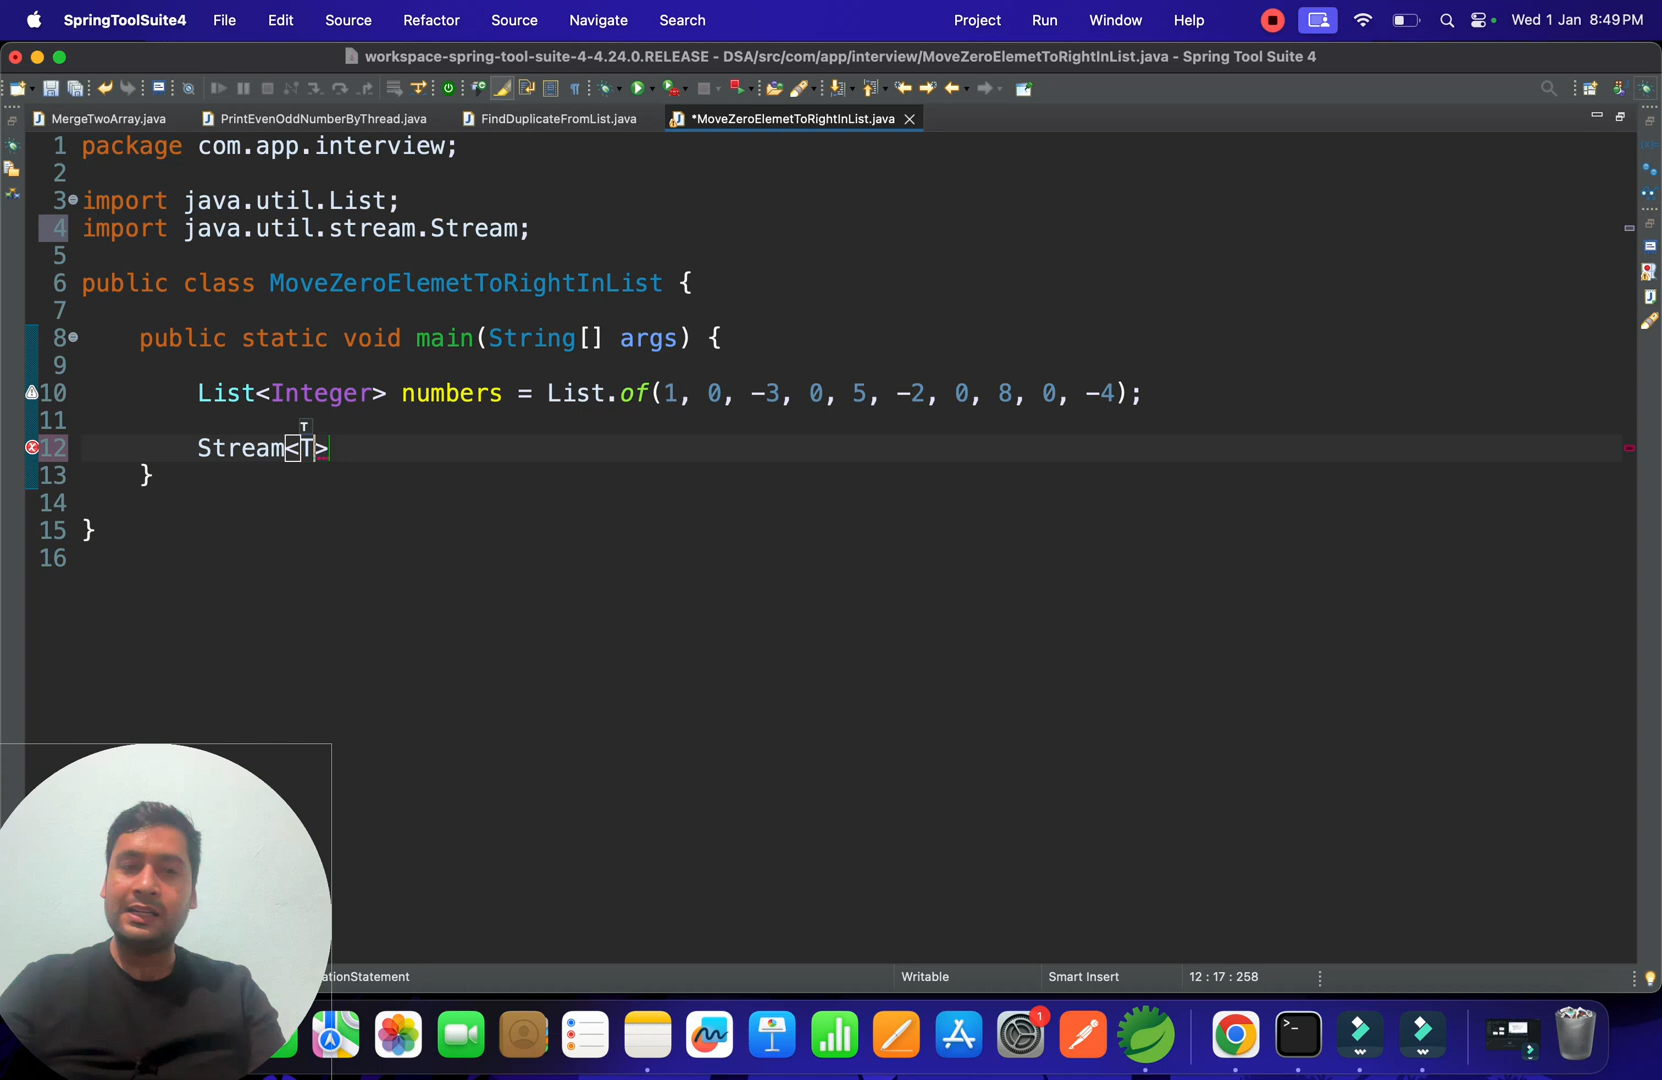 SpringToolSuite4 File Edit Source Refactor Source Navigate Search Project Run Window Help Wed 1 Jan 8:49 PM
workspace-spring-tool-suite-4-4.24.0.RELEASE - DSA/src/com/app/interview/MoveZeroElemetToRightInList.java - Spring Tool Suite 4
MergeTwoArray.java PrintEvenOddNumberByThread.java FindDuplicateFromList.java *MoveZeroElemetToRightInList.java
1 package com.app.interview;
2
3 import java.util.List;
4 import java.util.stream.Stream;
5
6 public class MoveZeroElemetToRightInList {
7
8 public static void main(String[] args) {
9
10 List<Integer> numbers = List.of(1, 0, -3, 0, 5, -2, 0, 8, 0, -4);
11
T
12 Stream<T>
13 }
14
15 }
16
ationStatement Writable Smart Insert 12 : 17 : 258
1